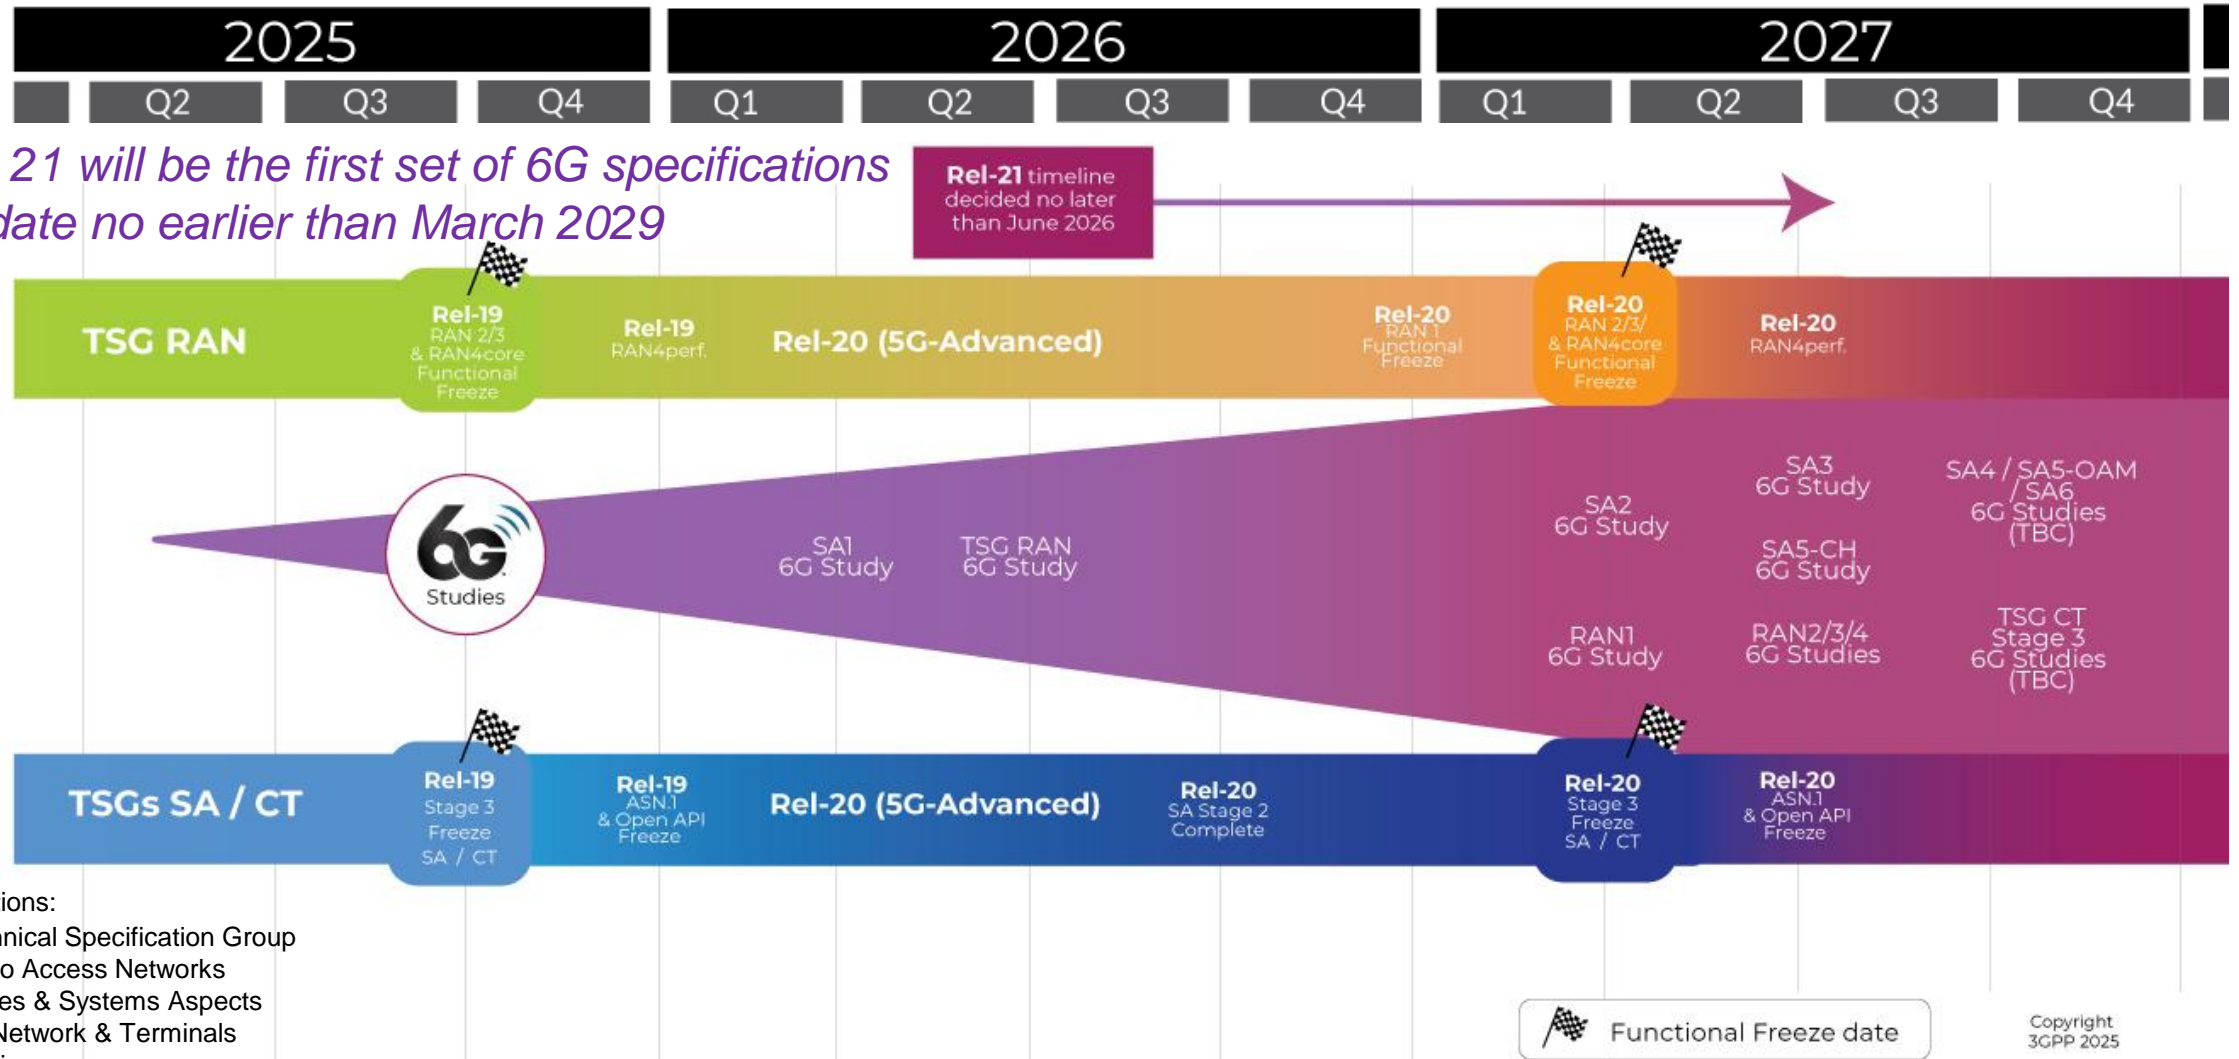 2025
2026
2027
Q2
Q3
Q4
Q1
Q2
Q3
Q4
Q1
Q2
Q3
Q4
21 will be the first set of 6G specifications
date no earlier than March 2029
Rel-21 timeline
decided no later
than June 2026
TSG RAN
Rel-19
RAN 2/3
& RAN4core
Functional
Freeze
Rel-19
RAN4perf.
Rel-20 (5G-Advanced)
Rel-20
RAN 1
Functional
Freeze
Rel-20
RAN 2/3/
& RAN4core
Functional
Freeze
Rel-20
RAN4perf.
6G
Studies
SA1
6G Study
TSG RAN
6G Study
SA2
6G Study
RAN1
6G Study
SA3
6G Study
SA5-CH
6G Study
RAN2/3/4
6G Studies
SA4 / SA5-OAM
/ SA6
6G Studies
(TBC)
TSG CT
Stage 3
6G Studies
(TBC)
TSGs SA / CT
Rel-19
Stage 3
Freeze
SA / CT
Rel-19
ASN.1
& Open API
Freeze
Rel-20 (5G-Advanced)
Rel-20
SA Stage 2
Complete
Rel-20
Stage 3
Freeze
SA / CT
Rel-20
ASN.1
& Open API
Freeze
tions:
hnical Specification Group
o Access Networks
es & Systems Aspects
Network & Terminals
Functional Freeze date
Copyright
3GPP 2025